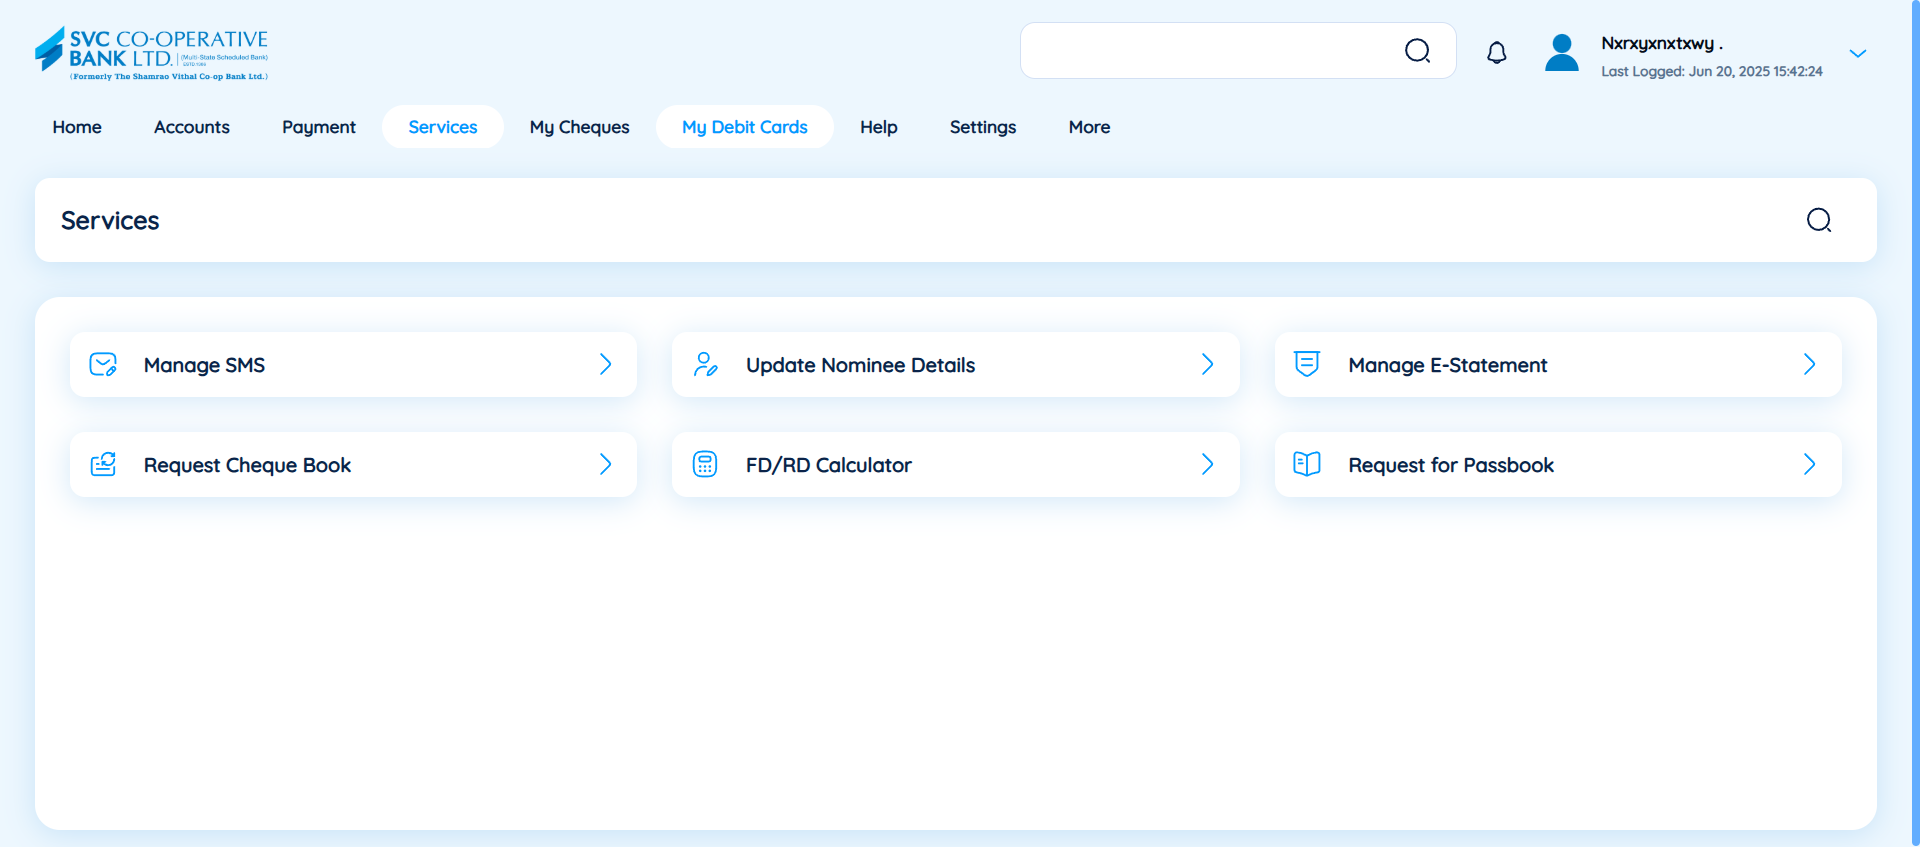 SVC CO-OPERATIVE
BANK LTD. (Multi-State Scheduled Bank)
ESTD 1906
(Formerly The Shamrao Vithal Co-op Bank Ltd.)
Nxrxyxnxtxwy .
Last Logged: Jun 20, 2025 15:42:24
Home Accounts Payment Services My Cheques My Debit Cards Help Settings More
Services
Manage SMS Update Nominee Details Manage E-Statement
Request Cheque Book FD/RD Calculator Request for Passbook